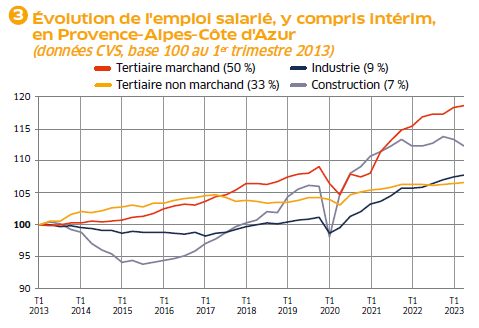 3 Évolution de l'emploi salarié, y compris intérim,
en Provence-Alpes-Côte d'Azur
(données CVS, base 100 au 1er trimestre 2013)
Tertiaire marchand (50 %) Industrie (9 %)
Tertiaire non marchand (33 %) Construction (7 %)
120
115
110
105
100
95
90
T1 T1 T1 T1 T1 T1 T1 T1 T1 T1 T1
2013 2014 2015 2016 2017 2018 2019 2020 2021 2022 2023